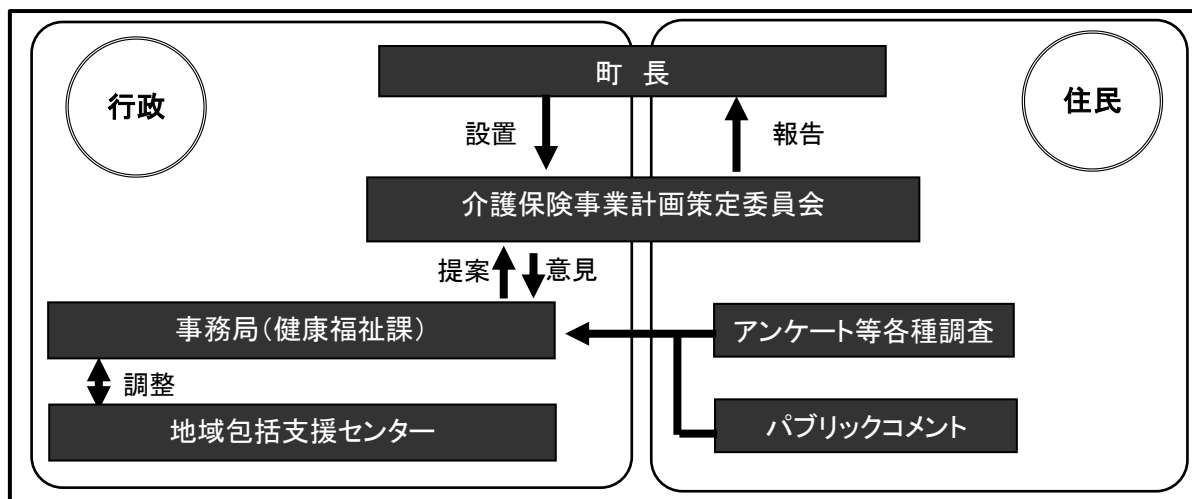 町 長
行政
住民
設置
報告
介護保険事業計画策定委員会
提案
意見
事務局(健康福祉課)
アンケート等各種調査
調整
地域包括支援センター
パブリックコメント